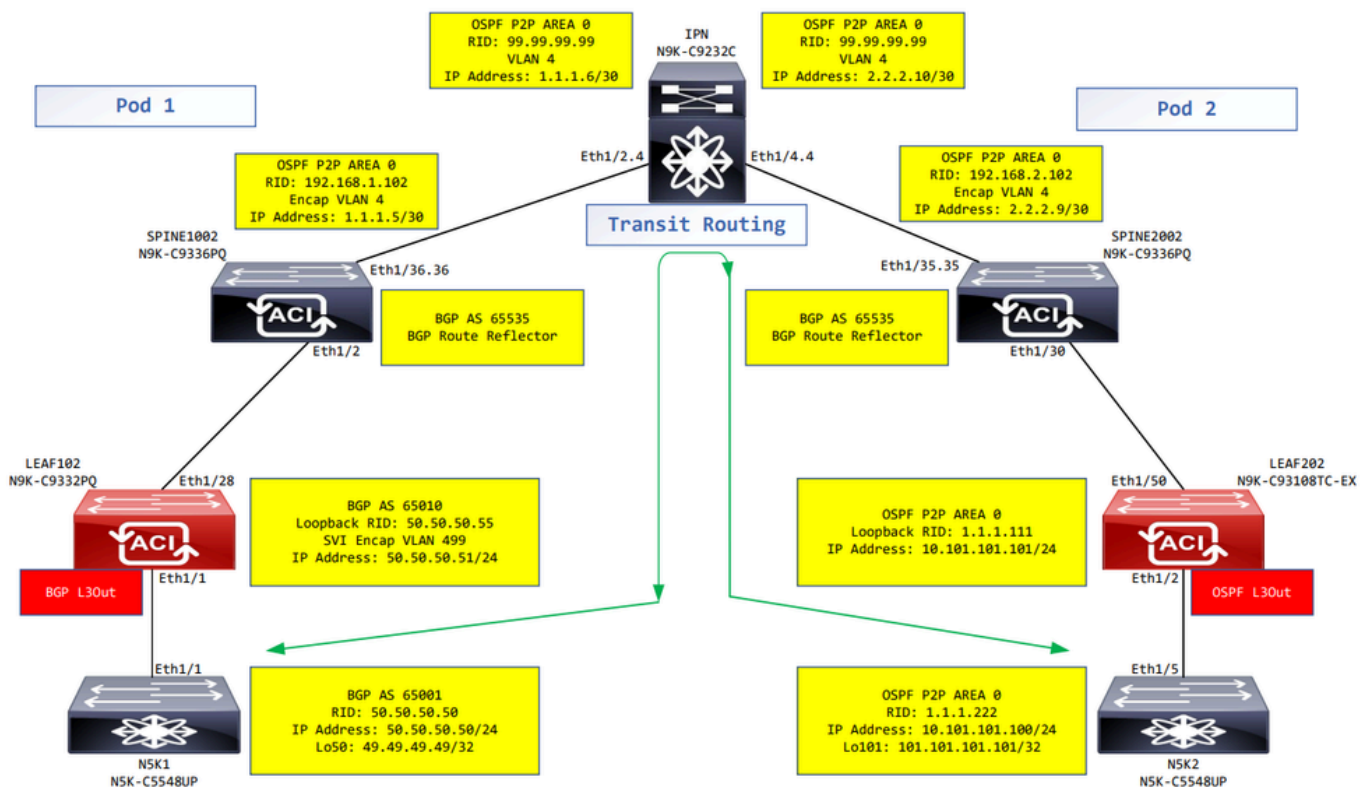 OSPF P2P AREA 0
RID: 99.99.99.99
VLAN 4
IP Address: 1.1.1.6/30
IPN
N9K-C9232C
OSPF P2P AREA 0
RID: 99.99.99.99
VLAN 4
IP Address: 2.2.2.10/30
Pod 1
Pod 2
Eth1/2.4
Eth1/4.4
OSPF P2P AREA 0
RID: 192.168.1.102
Encap VLAN 4
IP Address: 1.1.1.5/30
OSPF P2P AREA 0
RID: 192.168.2.102
Encap VLAN 4
IP Address: 2.2.2.9/30
Transit Routing
SPINE1002
N9K-C9336PQ
Eth1/36.36
ACI
Eth1/2
BGP AS 65535
BGP Route Reflector
SPINE2002
N9K-C9336PQ
Eth1/35.35
ACI
Eth1/30
BGP AS 65535
BGP Route Reflector
LEAF102
N9K-C9332PQ
Eth1/28
ACI
Eth1/1
BGP L3Out
BGP AS 65010
Loopback RID: 50.50.50.55
SVI Encap VLAN 499
IP Address: 50.50.50.51/24
OSPF P2P AREA 0
Loopback RID: 1.1.1.111
IP Address: 10.101.101.101/24
LEAF202
N9K-C93108TC-EX
Eth1/50
ACI
Eth1/2
OSPF L3Out
Eth1/1
N5K1
N5K-C5548UP
BGP AS 65001
RID: 50.50.50.50
IP Address: 50.50.50.50/24
Lo50: 49.49.49.49/32
OSPF P2P AREA 0
RID: 1.1.1.222
IP Address: 10.101.101.100/24
Lo101: 101.101.101.101/32
Eth1/5
N5K2
N5K-C5548UP